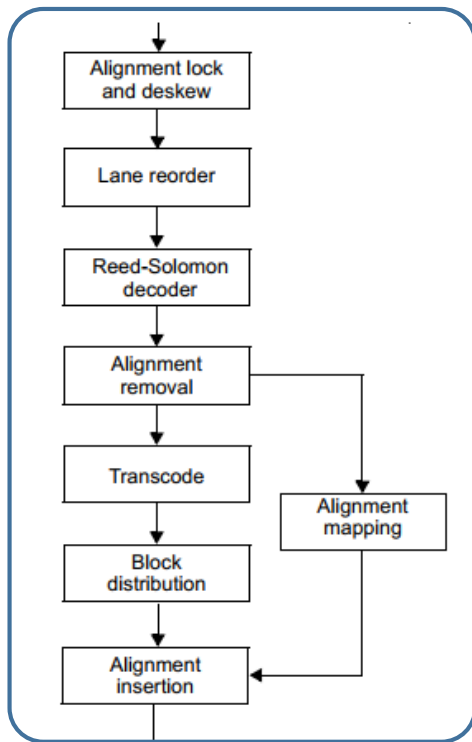 Alignment lock
and deskew
Lane reorder
Reed-Solomon
decoder
Alignment
removal
Transcode
Alignment
mapping
Block
distribution
Alignment
insertion